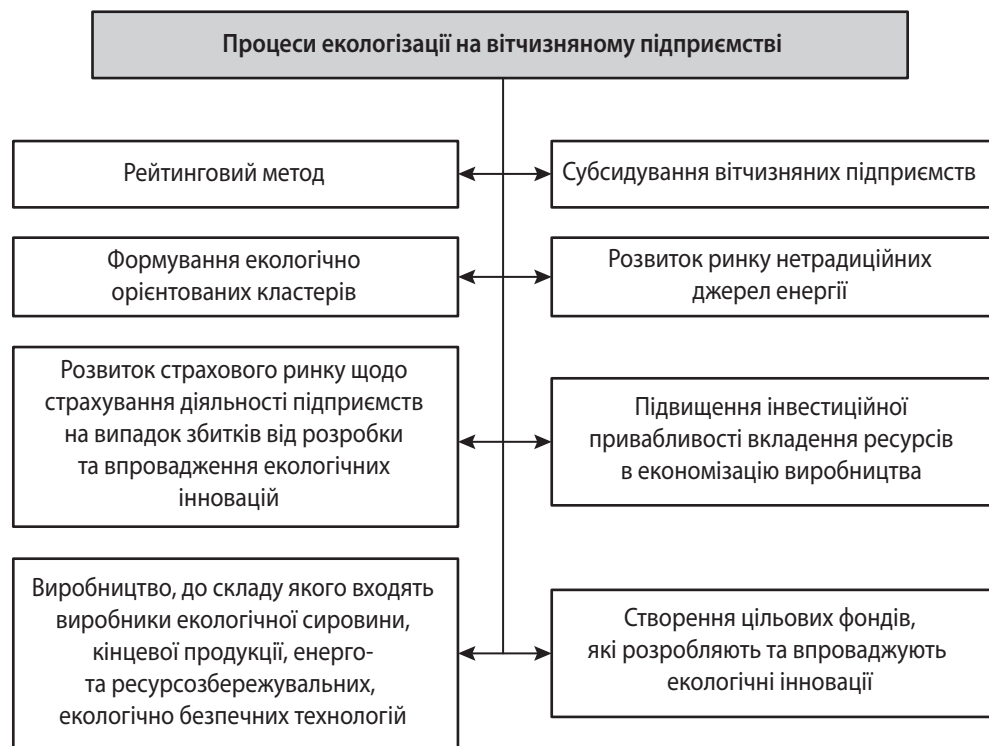 Процеси екологізації на вітчизняному підприємстві
Рейтинговий метод
Субсидування вітчизняних підприємств
Формування екологічно
орієнтованих кластерів
Розвиток ринку нетрадиційних
джерел енергії
Розвиток страхового ринку щодо
страхування діяльності підприємств
на випадок збитків від розробки
та впровадження екологічних
інновацій
Підвищення інвестиційної
привабливості вкладення ресурсів
в економізацію виробництва
Виробництво, до складу якого входять
виробники екологічної сировини,
кінцевої продукції, енерго-
та ресурсозбережувальних,
екологічно безпечних технологій
Створення цільових фондів,
які розробляють та впроваджують
екологічні інновації